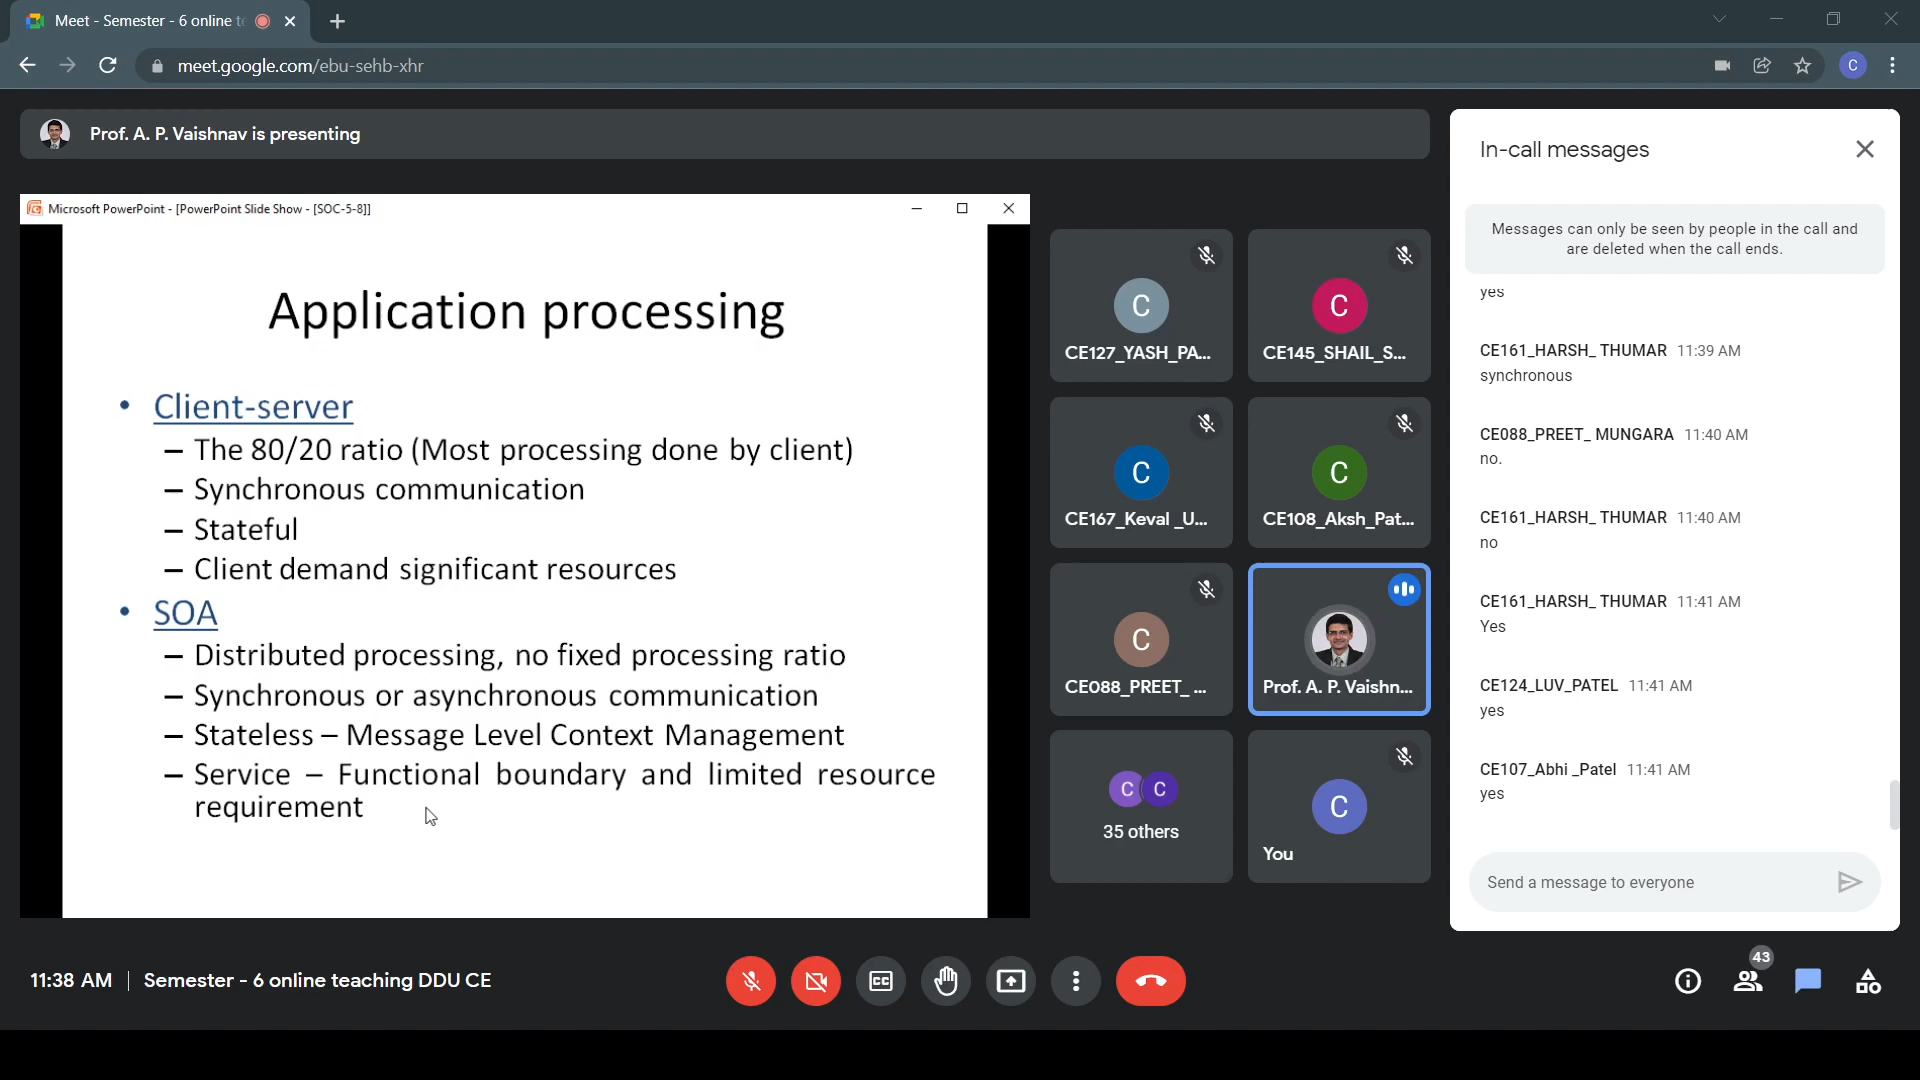 Meet - Semester - 6 online te
meet.google.com/ebu-sehb-xhr
C
Prof. A. P. Vaishnav is presenting
Microsoft PowerPoint - [PowerPoint Slide Show - [SOC-5-8]]
Application processing
• Client-server
– The 80/20 ratio (Most processing done by client)
– Synchronous communication
– Stateful
– Client demand significant resources
• SOA
– Distributed processing, no fixed processing ratio
– Synchronous or asynchronous communication
– Stateless – Message Level Context Management
– Service – Functional boundary and limited resource
requirement
C
CE127_YASH_PA...
C
CE145_SHAIL_S...
C
CE167_Keval _U...
C
CE108_Aksh_Pat...
C
CE088_PREET_ ...
Prof. A. P. Vaishn...
C C
35 others
C
You
In-call messages
Messages can only be seen by people in the call and
are deleted when the call ends.
yes
CE161_HARSH_ THUMAR 11:39 AM
synchronous
CE088_PREET_ MUNGARA 11:40 AM
no.
CE161_HARSH_ THUMAR 11:40 AM
no
CE161_HARSH_ THUMAR 11:41 AM
Yes
CE124_LUV_PATEL 11:41 AM
yes
CE107_Abhi _Patel 11:41 AM
yes
Send a message to everyone
11:38 AM | Semester - 6 online teaching DDU CE
CC
43